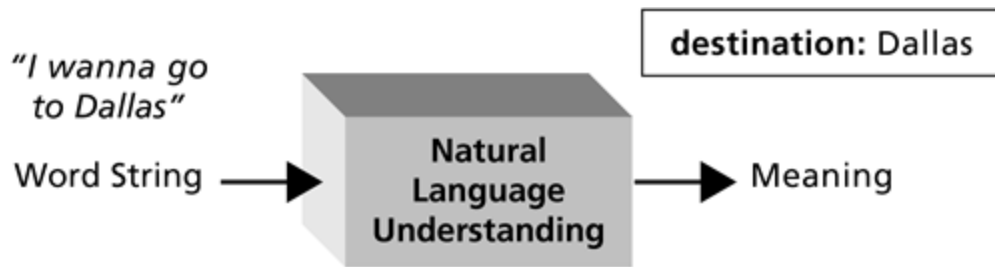 “I wanna go
to Dallas”
Word String
Natural
Language
Understanding
destination: Dallas
Meaning